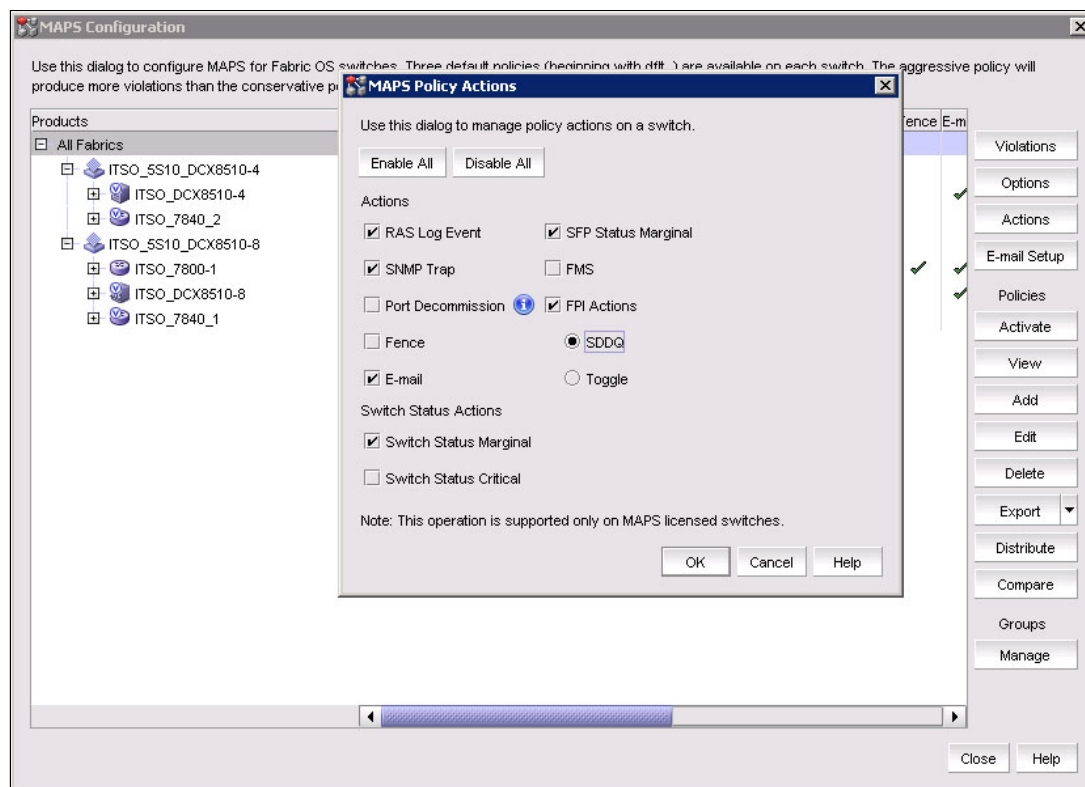 MAPS Configuration
Use this dialog to configure MAPS for Fabric OS switches. Three default policies (beginning with dflt_) are available on each switch. The aggressive policy will
produce more violations than the conservative
MAPS Policy Actions
Use this dialog to manage policy actions on a switch.
Enable All Disable All
Actions
RAS Log Event SFP Status Marginal
SNMP Trap FMS
Port Decommission FPI Actions
Fence SDDQ
E-mail Toggle
Switch Status Actions
Switch Status Marginal
Switch Status Critical
Note: This operation is supported only on MAPS licensed switches.
OK Cancel Help
Products
ence E-m
All Fabrics
ITSO_5S10_DCX8510-4
ITSO_DCX8510-4
ITSO_7840_2
ITSO_5S10_DCX8510-8
ITSO_7800-1
ITSO_DCX8510-8
ITSO_7840_1
Violations
Options
Actions
E-mail Setup
Policies
Activate
View
Add
Edit
Delete
Export
Distribute
Compare
Groups
Manage
Close Help